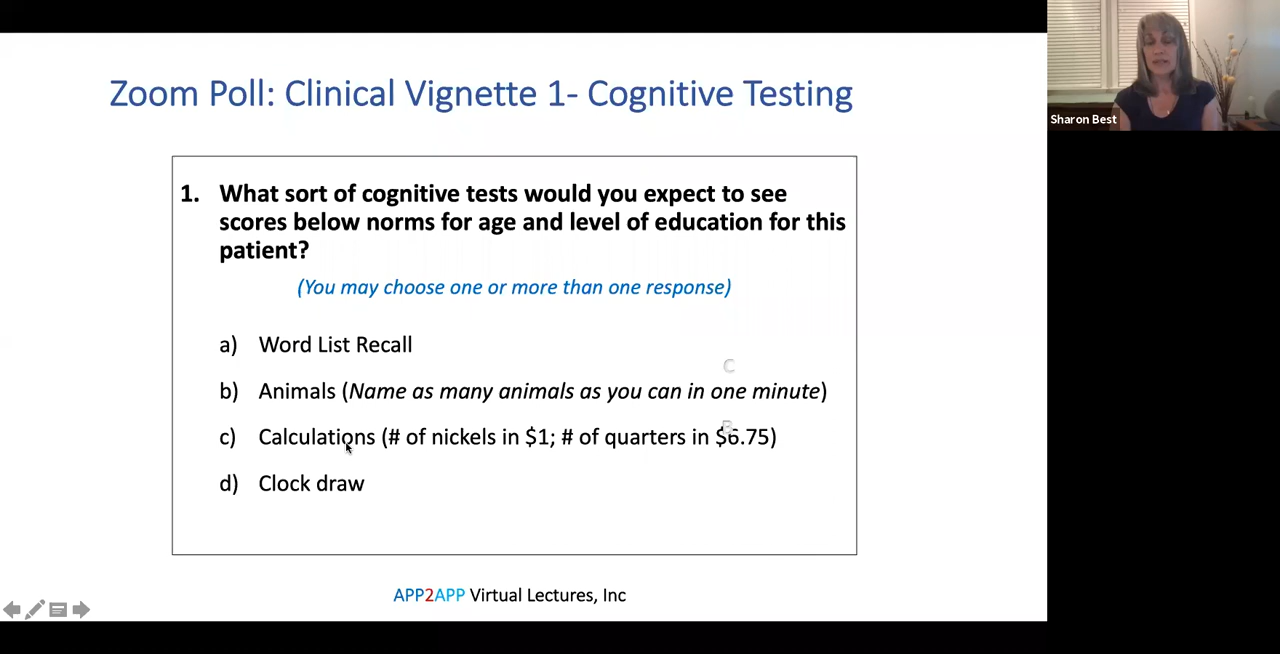 Zoom Poll: Clinical Vignette 1- Cognitive Testing
Sharon Best
1. What sort of cognitive tests would you expect to see
scores below norms for age and level of education for this
patient?
(You may choose one or more than one response)
a) Word List Recall
C
b) Animals (Name as many animals as you can in one minute)
B
c) Calculations (# of nickels in $1; # of quarters in $6.75)
d) Clock draw
APP2APP Virtual Lectures, Inc